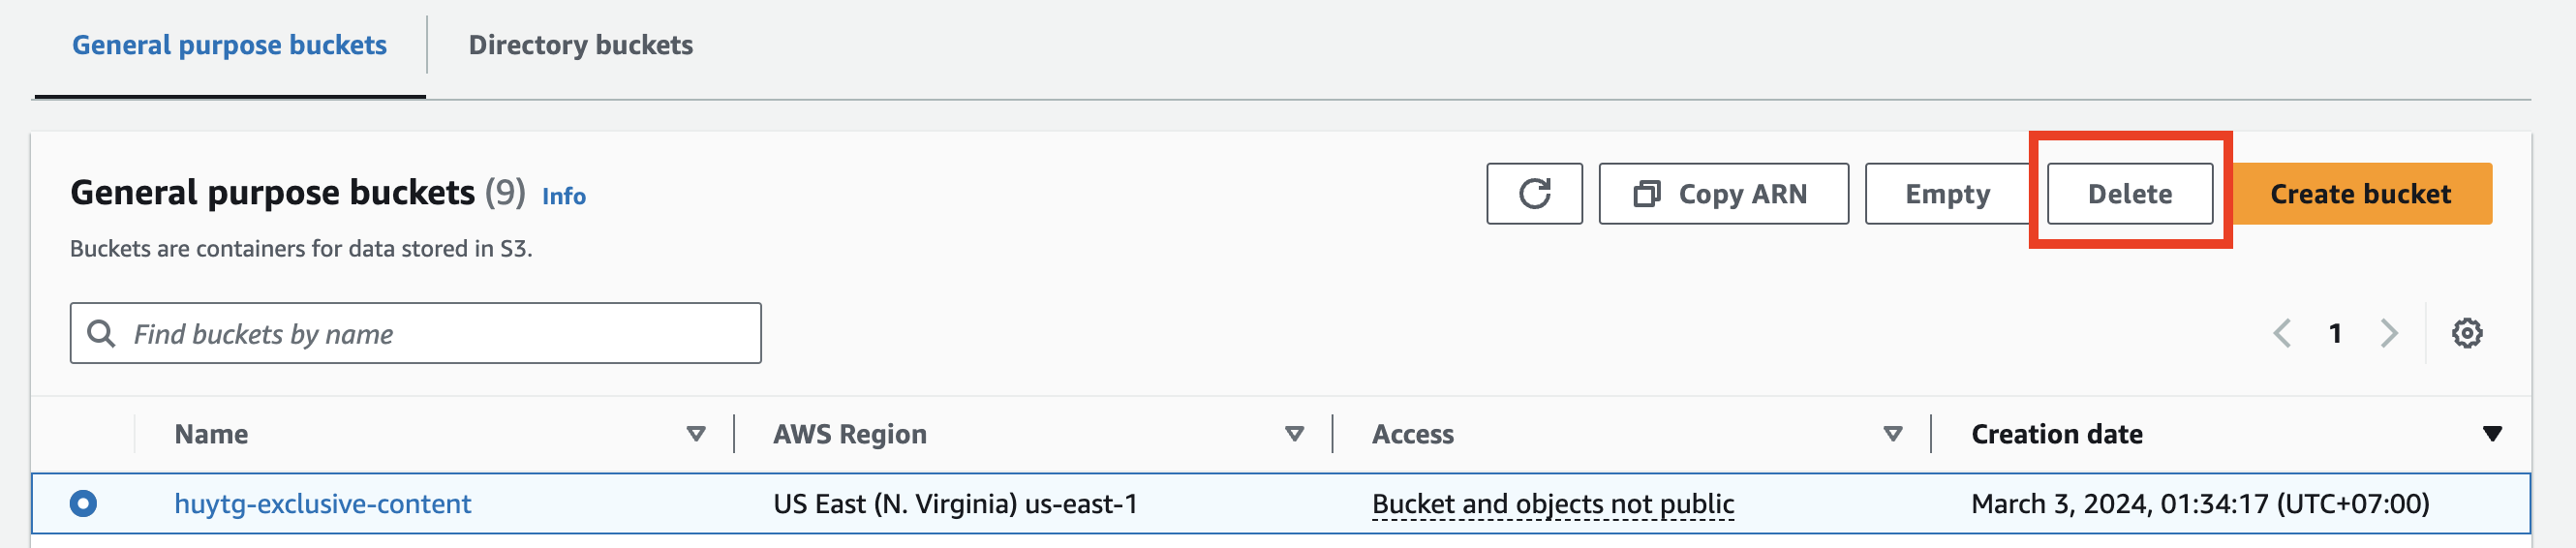 General purpose buckets
Directory buckets
General purpose buckets (9) Info
Copy ARN
Empty
Delete
Create bucket
Buckets are containers for data stored in S3.
Find buckets by name
1
Name
AWS Region
Access
Creation date
huytg-exclusive-content
US East (N. Virginia) us-east-1
Bucket and objects not public
March 3, 2024, 01:34:17 (UTC+07:00)